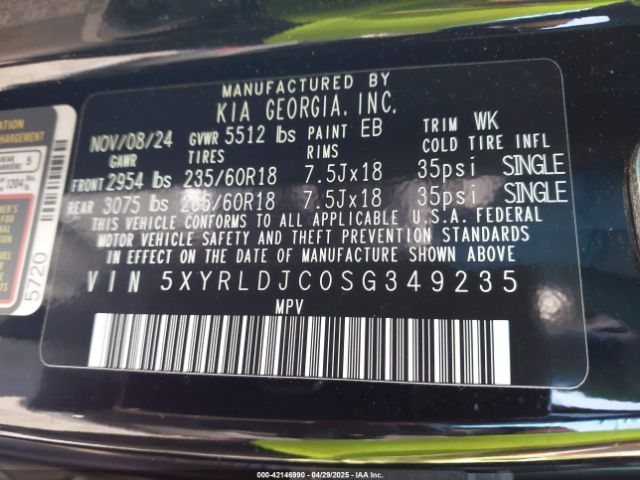 MANUFACTURED BY
KIA GEORGIA, INC.
NOV/08/24 GVWR 5512 lbs PAINT EB TRIM WK
GAWR TIRES RIMS COLD TIRE INFL
FRONT 2954 lbs 235/60R18 7.5Jx18 35psi SINGLE
REAR 3075 lbs 235/60R18 7.5Jx18 35psi SINGLE
THIS VEHICLE CONFORMS TO ALL APPLICABLE U.S.A. FEDERAL
MOTOR VEHICLE SAFETY AND THEFT PREVENTION STANDARDS
IN EFFECT ON THE DATE OF MANUFACTURE SHOWN ABOVE
VIN 5XYRLDJC0SG349235
MPV
CHARGEMENT
REAR 5
5720
000-42146990 - 04/29/2025 - IAA Inc.